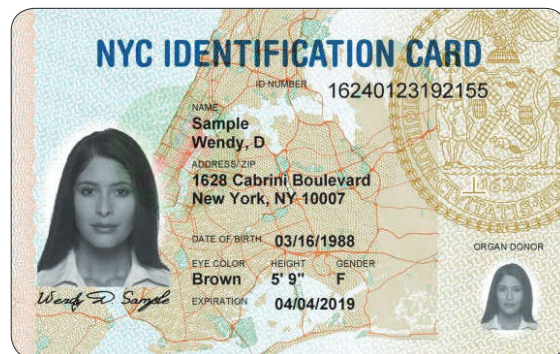 NYC IDENTIFICATION CARD
ID NUMBER 16240123192155
NAME
Sample
Wendy, D
ADDRESS/ZIP
1628 Cabrini Boulevard
New York, NY 10007
DATE OF BIRTH 03/16/1988
ORGAN DONOR
EYE COLOR HEIGHT GENDER
Brown 5' 9" F
Wendy D Sample
EXPIRATION 04/04/2019